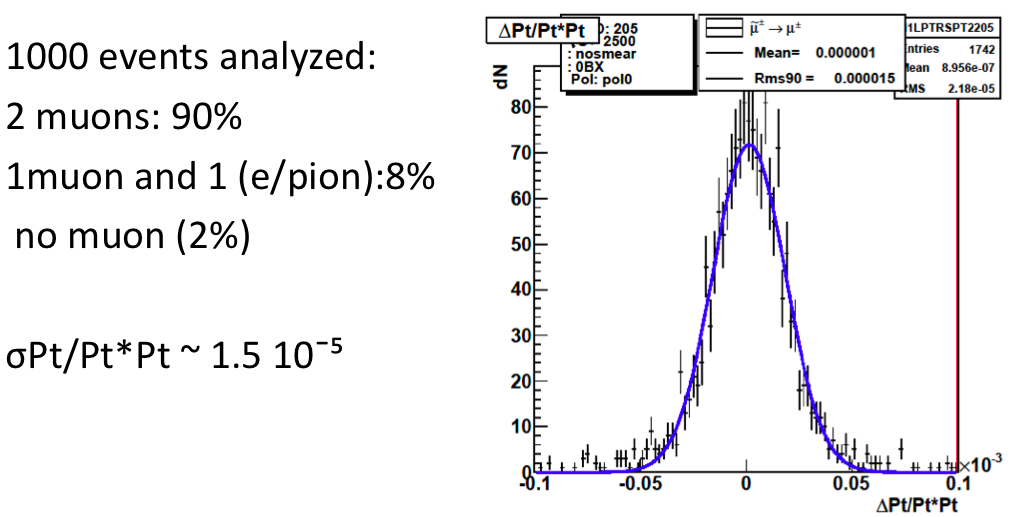 1000 events analyzed:
2 muons: 90%
1muon and 1 (e/pion):8%
no muon (2%)
σPt/Pt*Pt ~ 1.5 10⁻⁵
ΔPt/Pt*Pt
: 205
2500
: nosmear
: 0BX
Pol: pol0
μ̃± → μ±
Mean= 0.000001
Rms90 = 0.000015
1LPTRSPT2205
ntries 1742
Mean 8.956e-07
RMS 2.18e-05
dN
80
70
60
50
40
30
20
10
0
-0.1 -0.05 0 0.05 0.1
×10⁻³
ΔPt/Pt*Pt